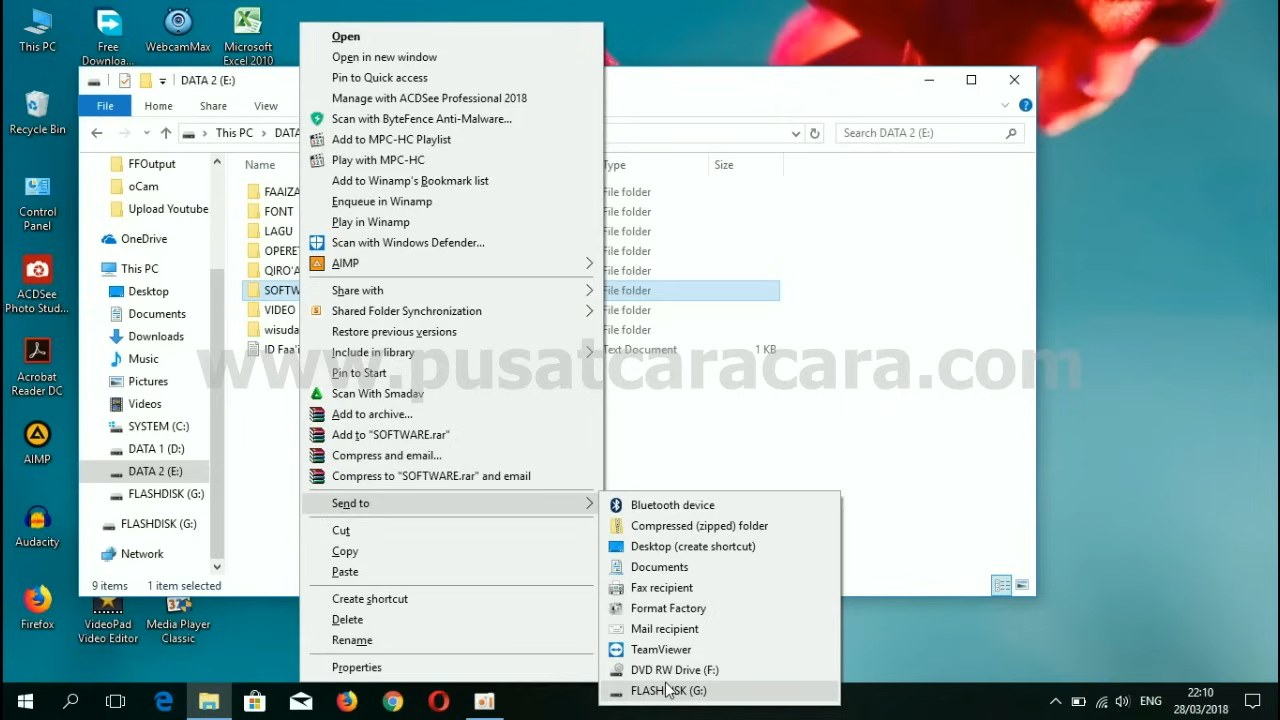 This PC
Free
Downloa...
WebcamMax
Microsoft
Excel 2010
Recycle Bin
Control
Panel
ACDSee
Photo Stud...
Acrobat
Reader DC
AIMP
Audacity
Firefox
VideoPad
Video Editor
Media Player
Classic
DATA 2 (E:)
File
Home
Share
View
This PC
DATA
Search DATA 2 (E:)
FFOutput
oCam
Upload Youtube
OneDrive
This PC
Desktop
Documents
Downloads
Music
Pictures
Videos
SYSTEM (C:)
DATA 1 (D:)
DATA 2 (E:)
FLASHDISK (G:)
FLASHDISK (G:)
Network
Name
Type
Size
FAAIZA
File folder
FONT
File folder
LAGU
File folder
OPERE
File folder
QIRO'A
File folder
SOFTW
File folder
VIDEO
File folder
wisuda
File folder
ID Faa'i
Text Document
1 KB
9 items
1 item selected
Open
Open in new window
Pin to Quick access
Manage with ACDSee Professional 2018
Scan with ByteFence Anti-Malware...
Add to MPC-HC Playlist
Play with MPC-HC
Add to Winamp's Bookmark list
Enqueue in Winamp
Play in Winamp
Scan with Windows Defender...
AIMP
Share with
Shared Folder Synchronization
Restore previous versions
Include in library
Pin to Start
Scan With Smadav
Add to archive...
Add to "SOFTWARE.rar"
Compress and email...
Compress to "SOFTWARE.rar" and email
Send to
Cut
Copy
Paste
Create shortcut
Delete
Rename
Properties
Bluetooth device
Compressed (zipped) folder
Desktop (create shortcut)
Documents
Fax recipient
Format Factory
Mail recipient
TeamViewer
DVD RW Drive (F:)
FLASHDISK (G:)
www.pusatcaracara.com
ENG
22:10
28/03/2018